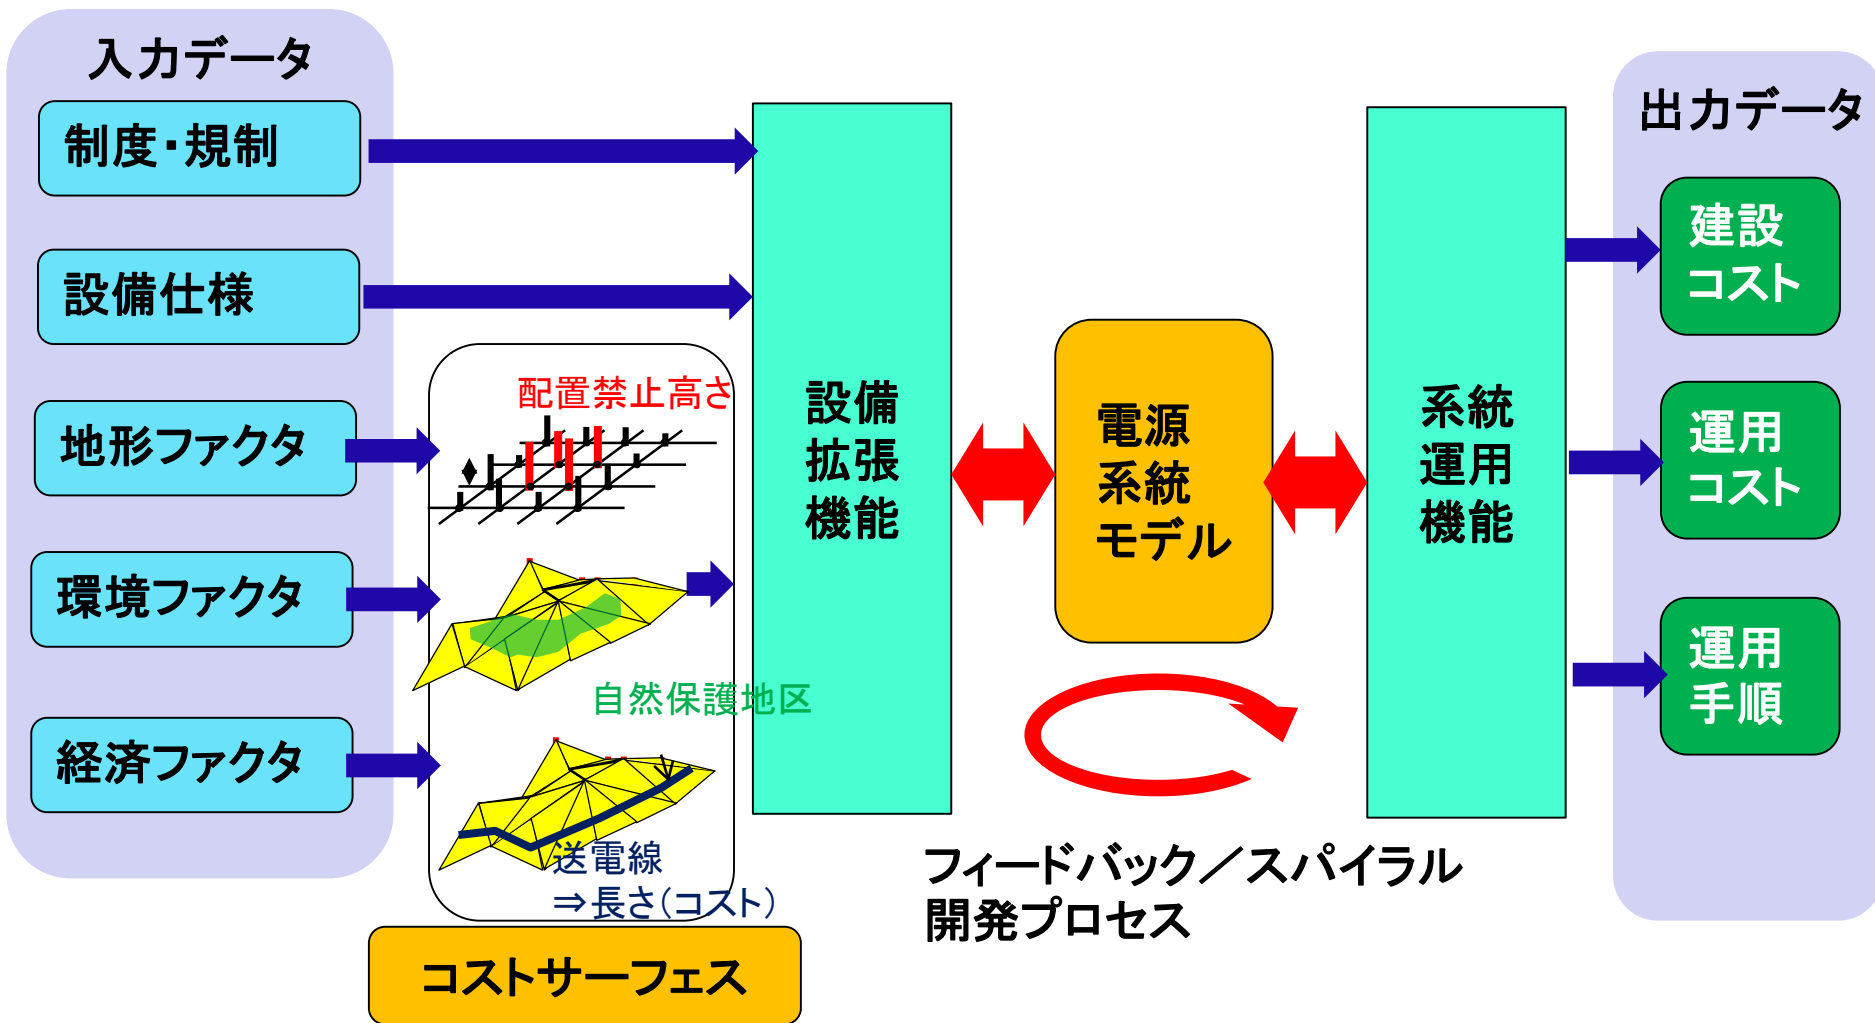 入力データ
制度・規制
設備仕様
地形ファクタ
環境ファクタ
経済ファクタ
配置禁止高さ
自然保護地区
送電線
⇒長さ(コスト)
コストサーフェス
設備
拡張
機能
電源
系統
モデル
フィードバック／スパイラル
開発プロセス
系統
運用
機能
出力データ
建設
コスト
運用
コスト
運用
手順